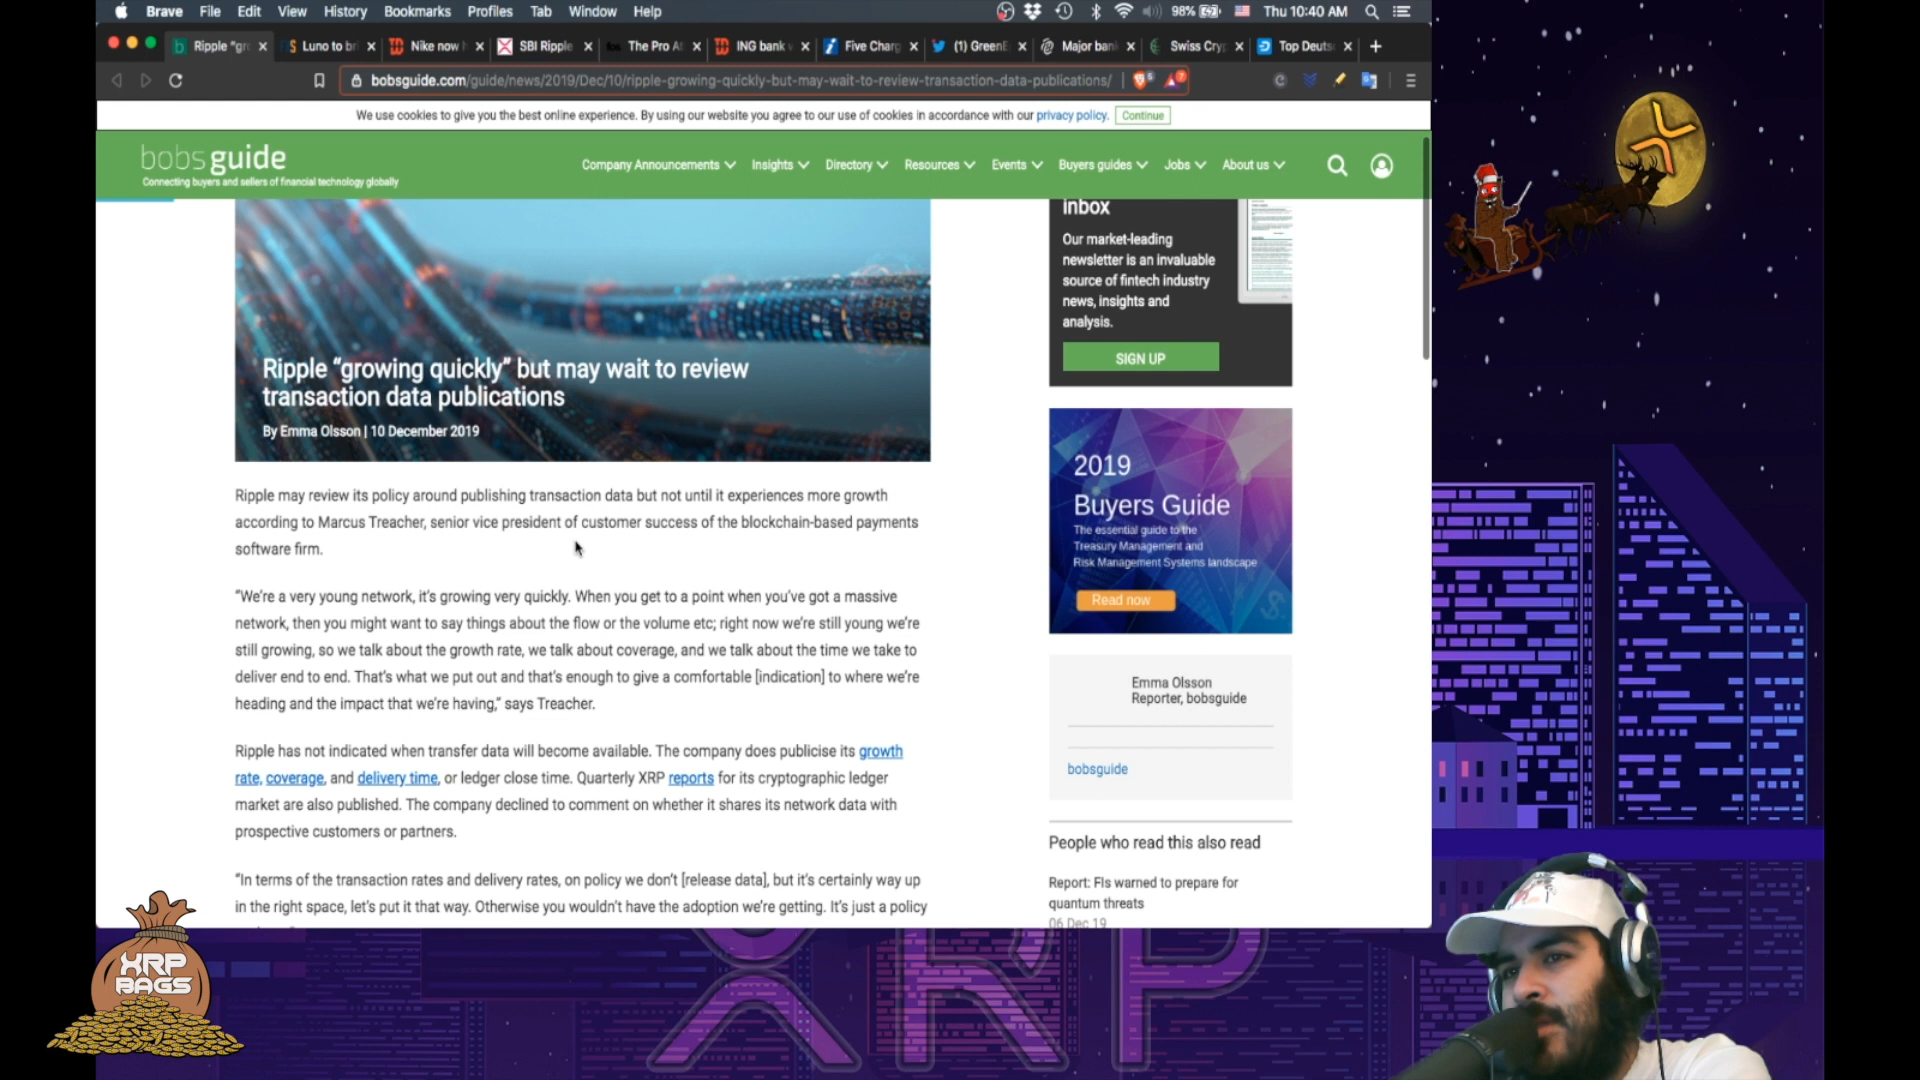 Brave File Edit View History Bookmarks Profiles Tab Window Help 98% Thu 10:40 AM
Ripple "gr Luno to br Nike now h SBI Ripple The Pro A ING bank Five Charg (1) GreenB Major ban Swiss Cryp Top Deuts
bobsguide.com/guide/news/2019/Dec/10/ripple-growing-quickly-but-may-wait-to-review-transaction-data-publications/
We use cookies to give you the best online experience. By using our website you agree to our use of cookies in accordance with our privacy policy. Continue
bobsguide
Connecting buyers and sellers of financial technology globally
Company Announcements Insights Directory Resources Events Buyers guides Jobs About us
Ripple “growing quickly” but may wait to review
transaction data publications
By Emma Olsson | 10 December 2019
Ripple may review its policy around publishing transaction data but not until it experiences more growth
according to Marcus Treacher, senior vice president of customer success of the blockchain-based payments
software firm.
“We’re a very young network, it’s growing very quickly. When you get to a point when you’ve got a massive
network, then you might want to say things about the flow or the volume etc; right now we’re still young we’re
still growing, so we talk about the growth rate, we talk about coverage, and we talk about the time we take to
deliver end to end. That’s what we put out and that’s enough to give a comfortable [indication] to where we’re
heading and the impact that we’re having,” says Treacher.
Ripple has not indicated when transfer data will become available. The company does publicise its growth
rate, coverage, and delivery time, or ledger close time. Quarterly XRP reports for its cryptographic ledger
market are also published. The company declined to comment on whether it shares its network data with
prospective customers or partners.
“In terms of the transaction rates and delivery rates, on policy we don’t [release data], but it’s certainly way up
in the right space, let’s put it that way. Otherwise you wouldn’t have the adoption we’re getting. It’s just a policy
inbox
Our market-leading
newsletter is an invaluable
source of fintech industry
news, insights and
analysis.
SIGN UP
2019
Buyers Guide
The essential guide to the
Treasury Management and
Risk Management Systems landscape
Read now
Emma Olsson
Reporter, bobsguide
bobsguide
People who read this also read
Report: FIs warned to prepare for
quantum threats
06 Dec 19
XRP
BAGS
XRP